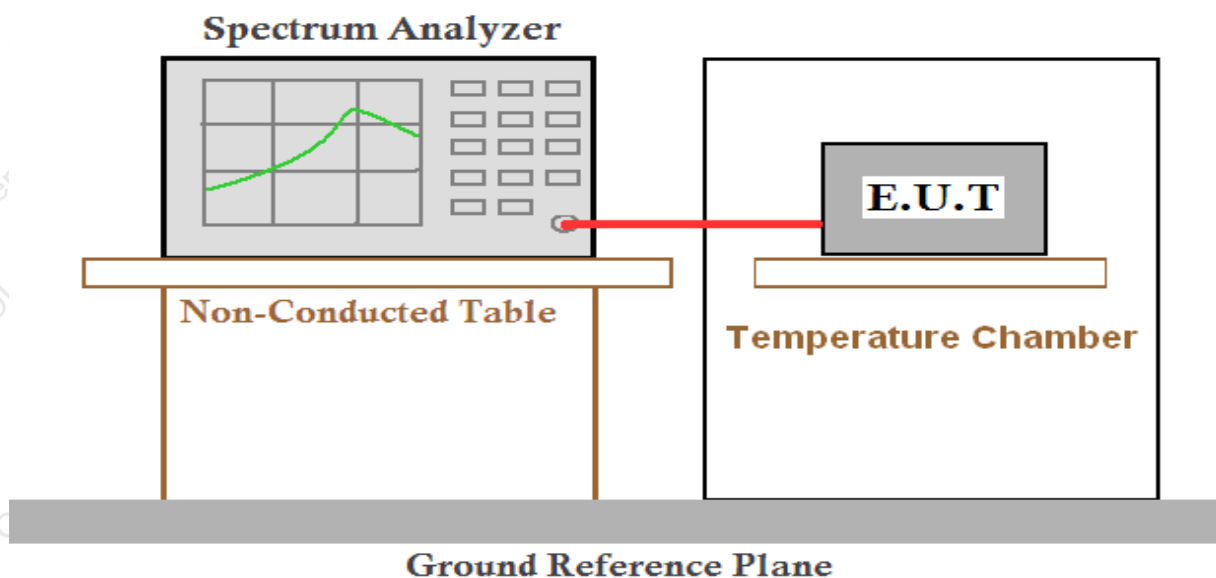 Spectrum Analyzer
E.U.T
Non-Conducted Table
Temperature Chamber
Ground Reference Plane